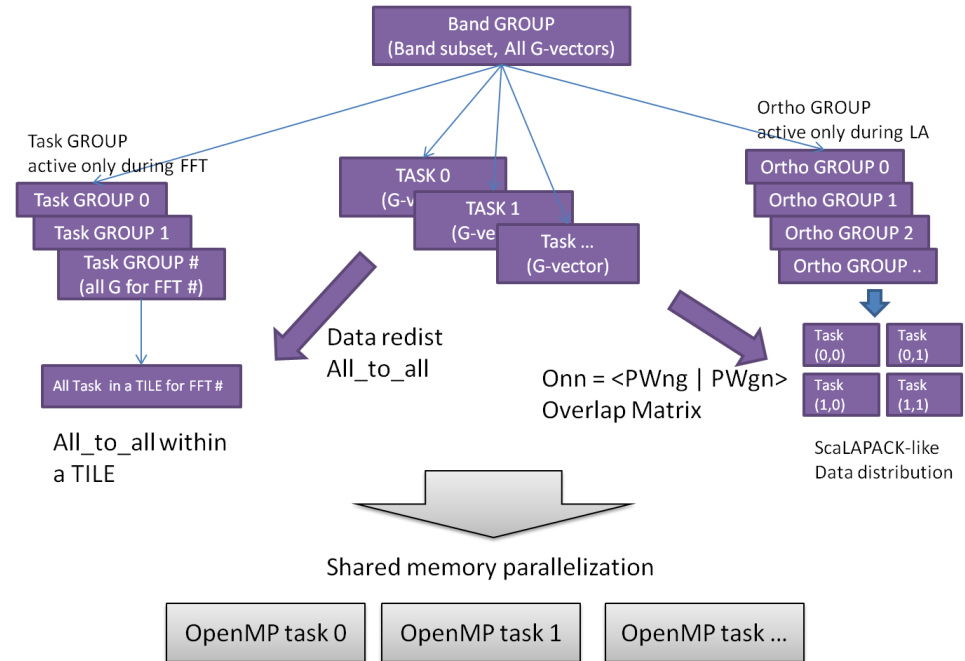 Band GROUP
(Band subset, All G-vectors)
Task GROUP
active only during FFT
Task GROUP 0
Task GROUP 1
Task GROUP #
(all G for FFT #)
All Task in a TILE for FFT #
All_to_all within
a TILE
TASK 0
(G-v
TASK 1
(G-ve
Task ...
(G-vector)
Data redist
All_to_all
Onn = <PWng | PWgn>
Overlap Matrix
Ortho GROUP
active only during LA
Ortho GROUP 0
Ortho GROUP 1
Ortho GROUP 2
Ortho GROUP ..
Task
(0,0)
Task
(0,1)
Task
(1,0)
Task
(1,1)
ScaLAPACK-like
Data distribution
Shared memory parallelization
OpenMP task 0
OpenMP task 1
OpenMP task ...